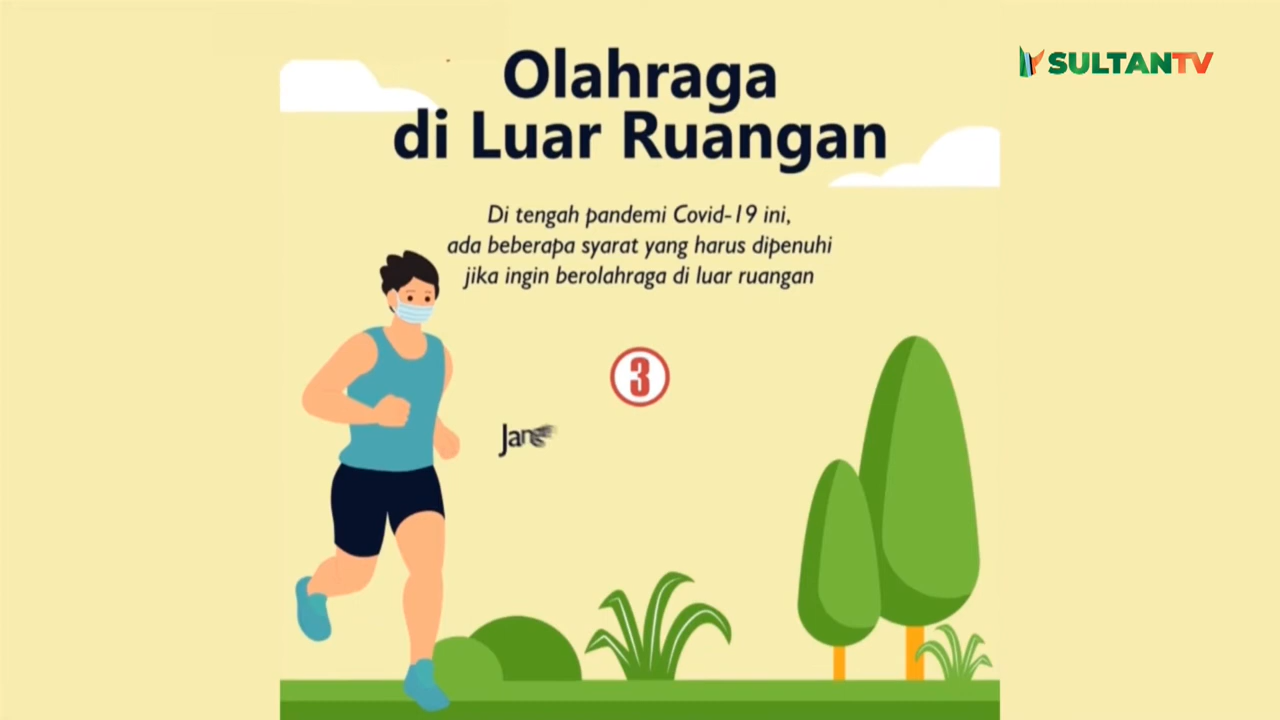 SULTANTV
Olahraga
di Luar Ruangan
Di tengah pandemi Covid-19 ini,
ada beberapa syarat yang harus dipenuhi
jika ingin berolahraga di luar ruangan
3